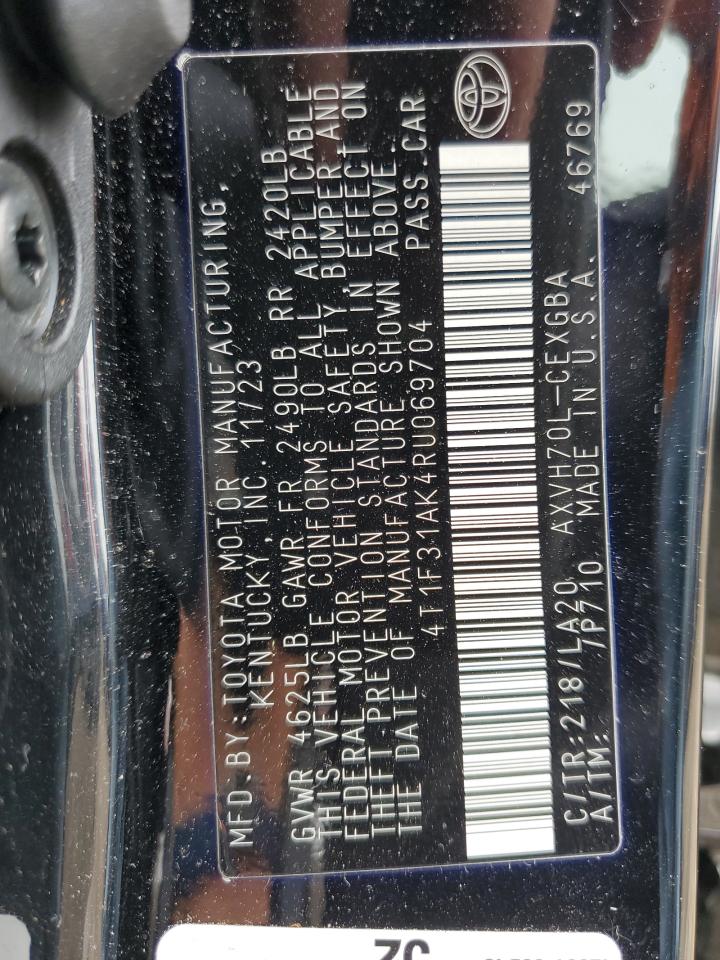 MFD.BY:TOYOTA MOTOR MANUFACTURING,
KENTUCKY,INC. 11/23
GVWR 4625LB GAWR FR 2490LB RR 2420LB
THIS VEHICLE CONFORMS TO ALL APPLICABLE
FEDERAL MOTOR VEHICLE SAFETY, BUMPER, AND
THEFT PREVENTION STANDARDS IN EFFECT ON
THE DATE OF MANUFACTURE SHOWN ABOVE.
4T1F31AK4RU069704 PASS.CAR
C/TR:218/LA20 AXVH70L-CEXGBA
A/TM: /P710 MADE IN U.S.A. 46769